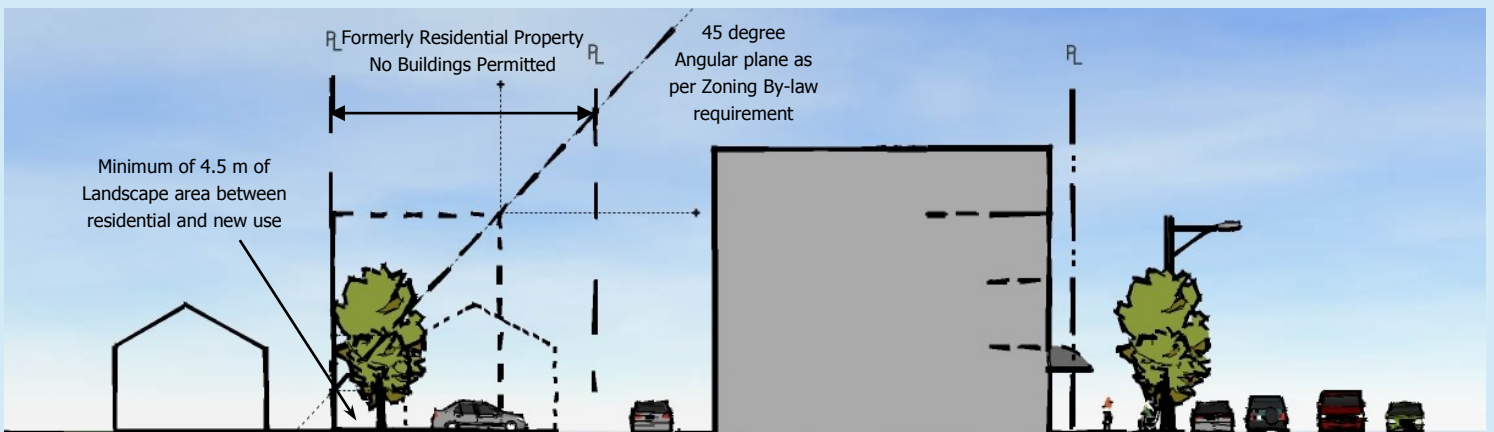 Formerly Residential Property
No Buildings Permitted
45 degree
Angular plane as
per Zoning By-law
requirement
Minimum of 4.5 m of
Landscape area between
residential and new use
PL
PL
PL